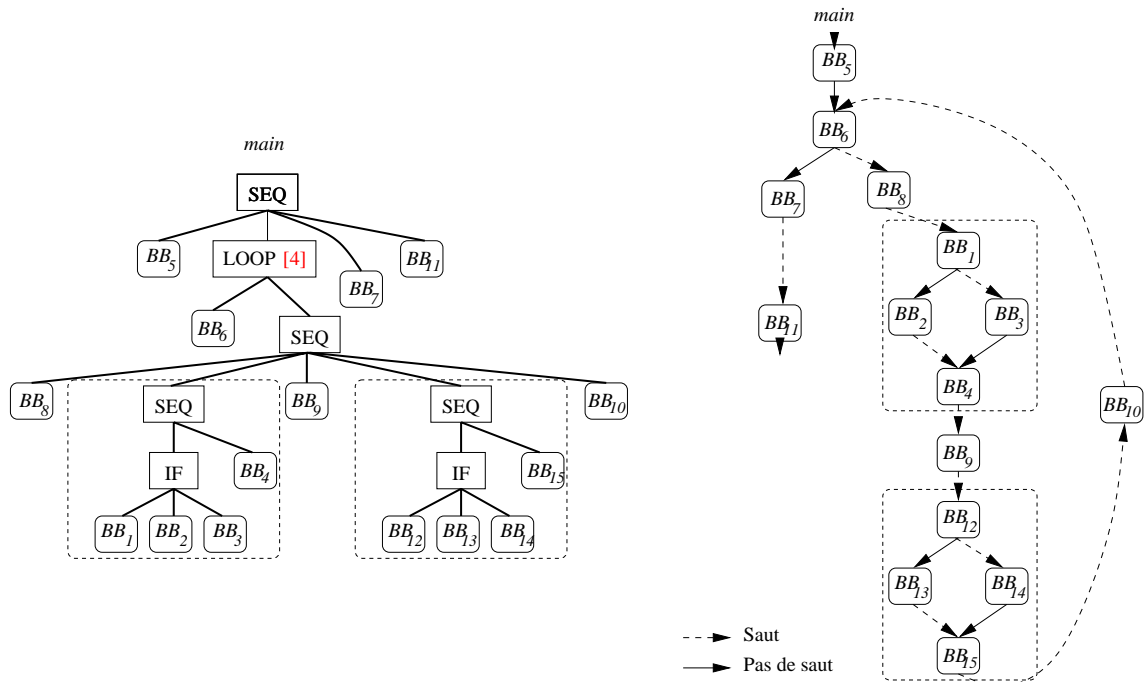 main
SEQ
BB5
LOOP [4]
BB7
BB11
BB6
SEQ
BB8
SEQ
BB9
SEQ
BB10
IF
BB4
IF
BB15
BB1
BB2
BB3
BB12
BB13
BB14
main
BB5
BB6
BB7
BB8
BB1
BB2
BB3
BB11
BB4
BB10
BB9
BB12
BB13
BB14
BB15
Saut
Pas de saut